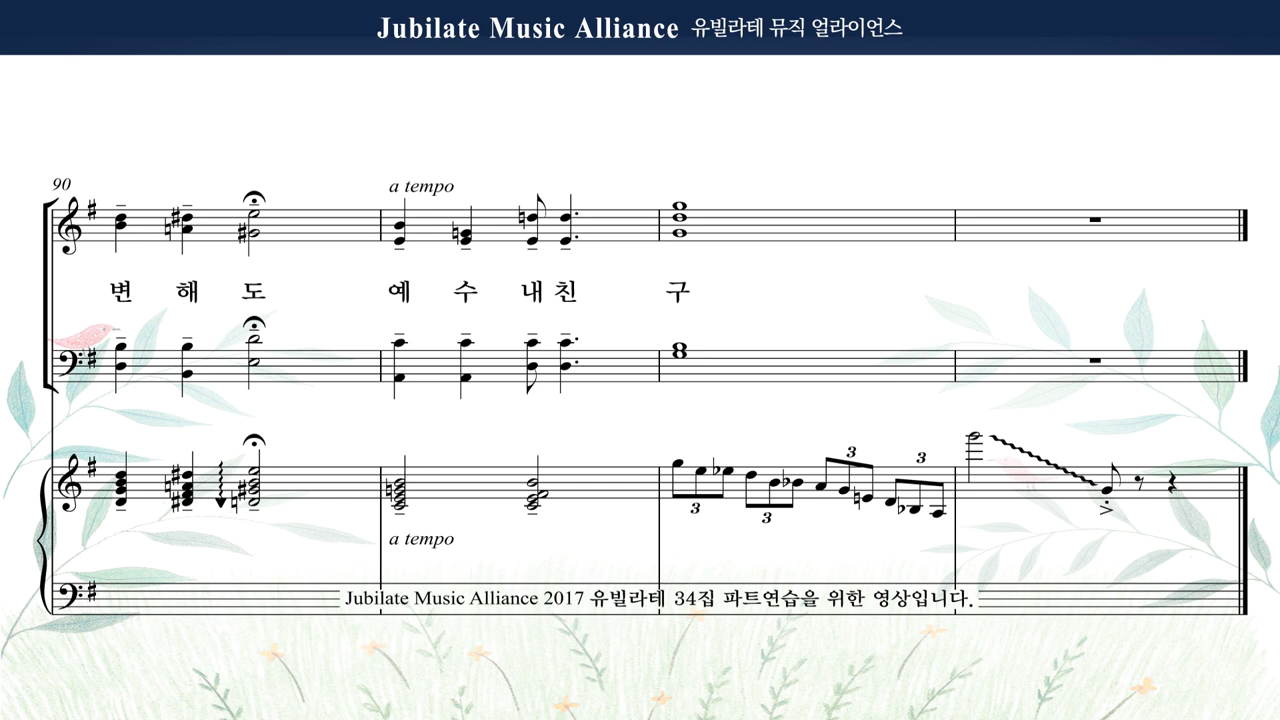 Jubilate Music Alliance 유빌라테 뮤직 얼라이언스
90
a tempo
변 해 도 예 수 내 친 구
3 3
3 3
a tempo
Jubilate Music Alliance 2017 유빌라테 34집 파트연습을 위한 영상입니다.